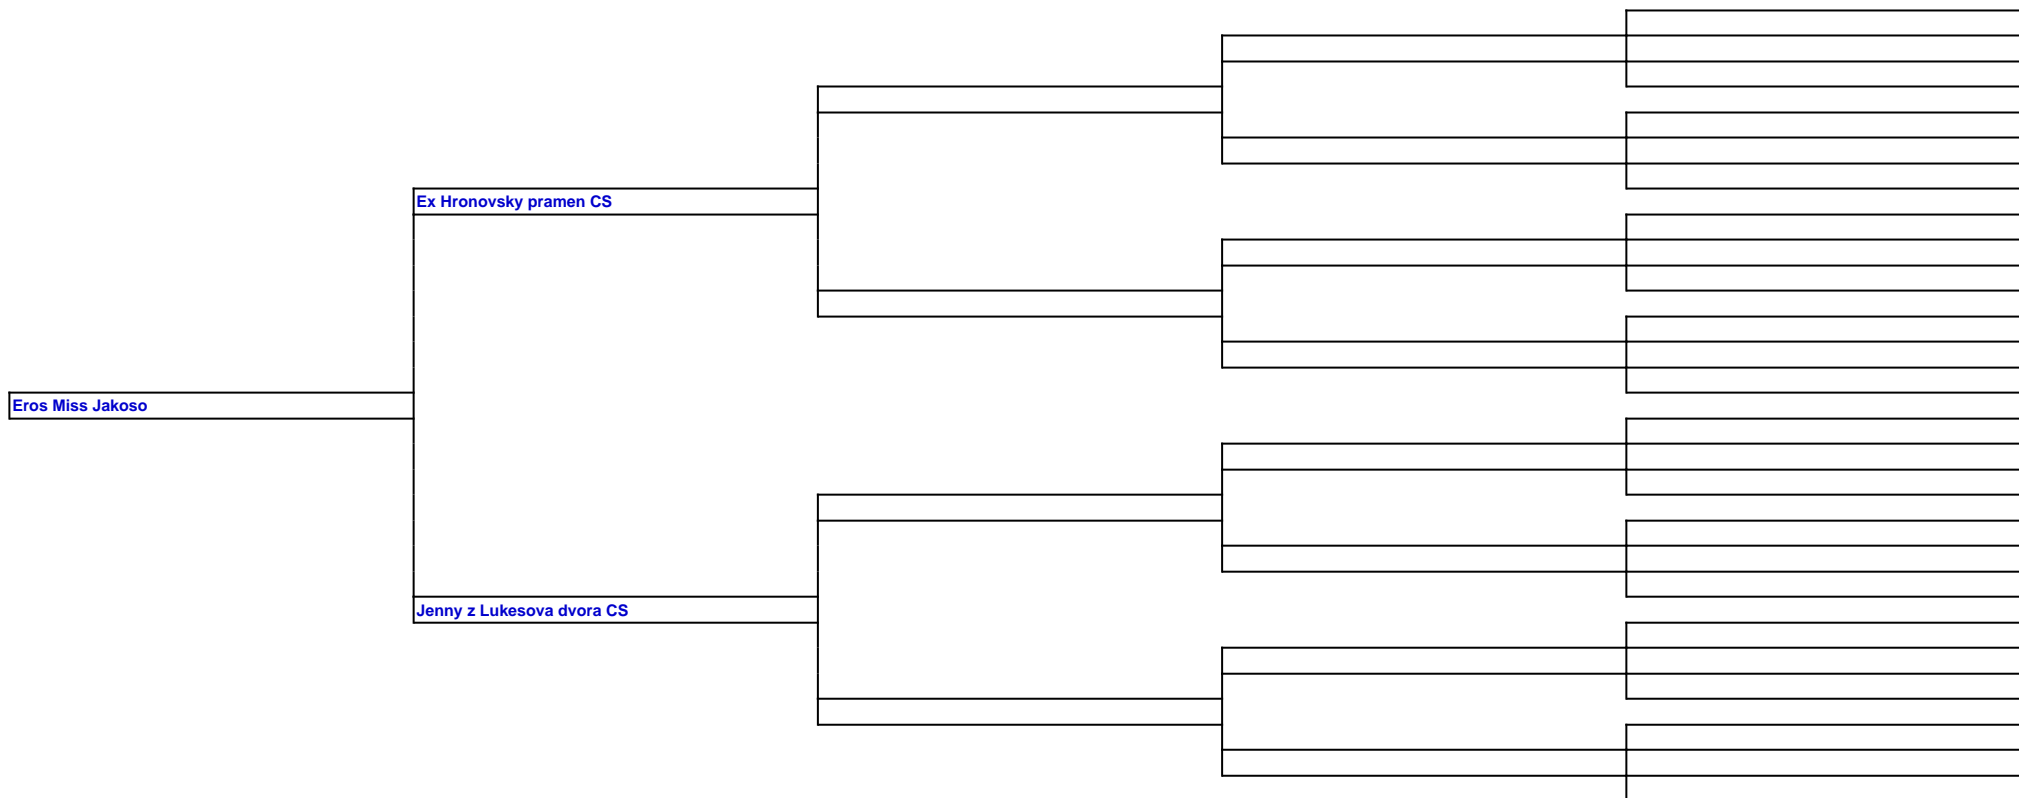 Ex Hronovsky pramen CS
Eros Miss Jakoso
Jenny z Lukesova dvora CS